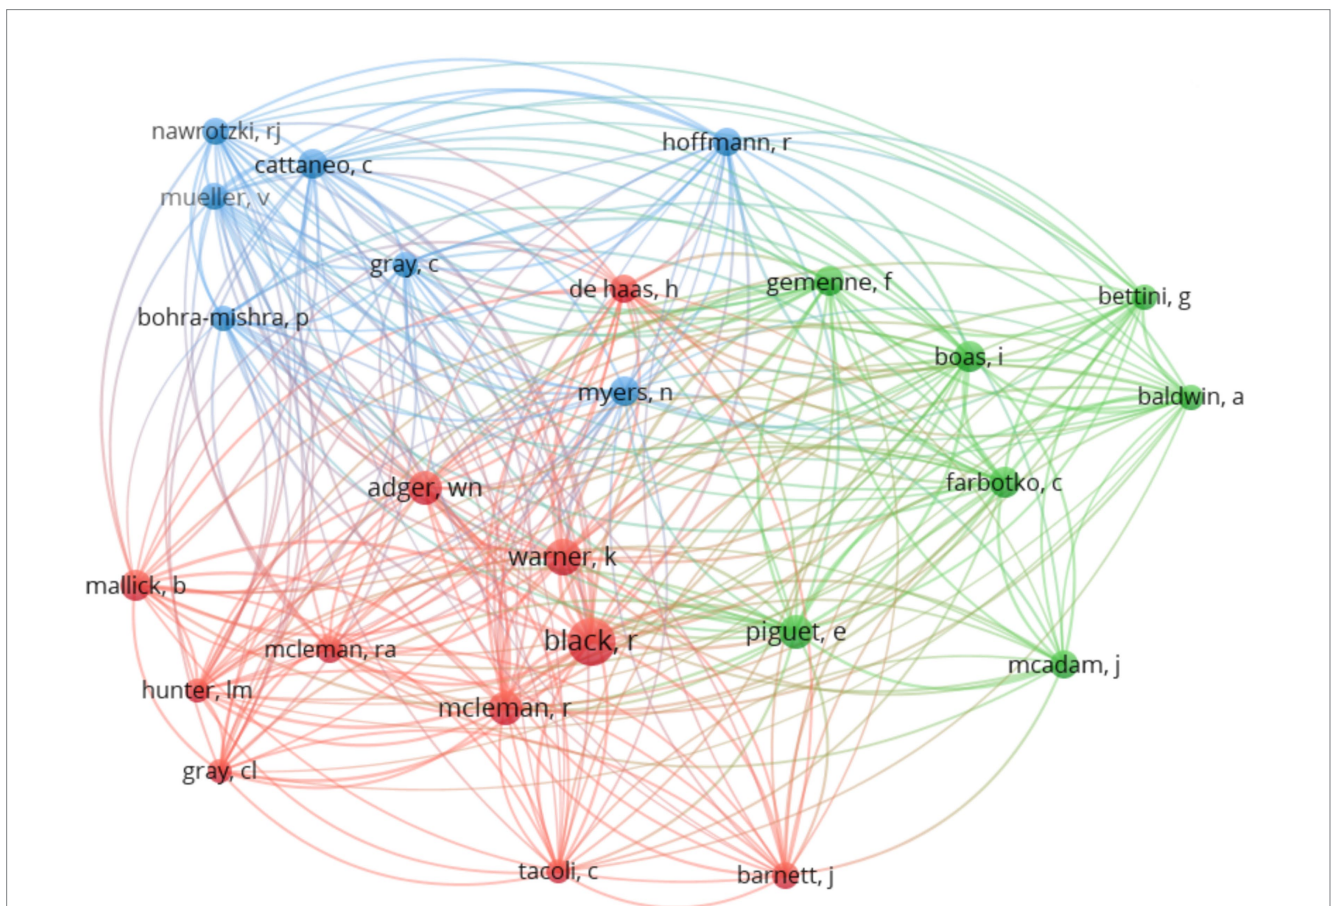 nawrotzki, rj
hoffmann, r
cattaneo, c
mueller, v
gray, c
gemenne, f
de haas, h
bettini, g
bohra-mishra, p
boas, i
myers, n
baldwin, a
farbotko, c
adger, wn
warner, k
mallick, b
piguet, e
black, r
mcleman, ra
mcadam, j
hunter, lm
mcleman, r
gray, cl
tacoli, c
barnett, j